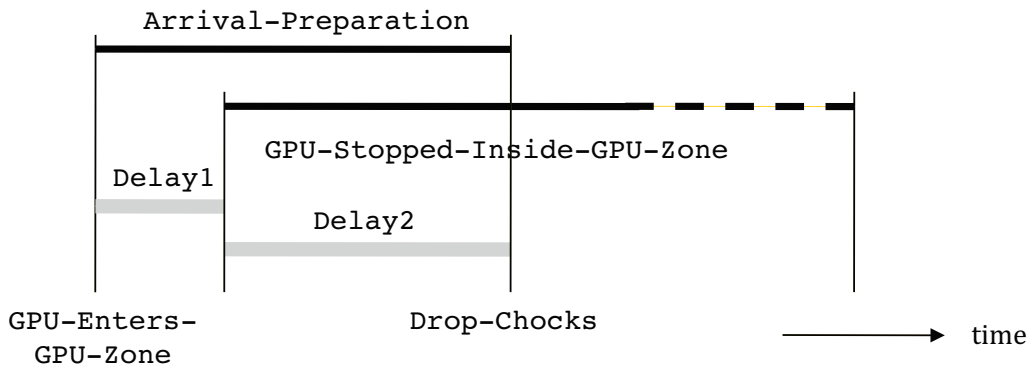 Arrival-Preparation
GPU-Stopped-Inside-GPU-Zone
Delay1
Delay2
GPU-Enters-
GPU-Zone
Drop-Chocks
time